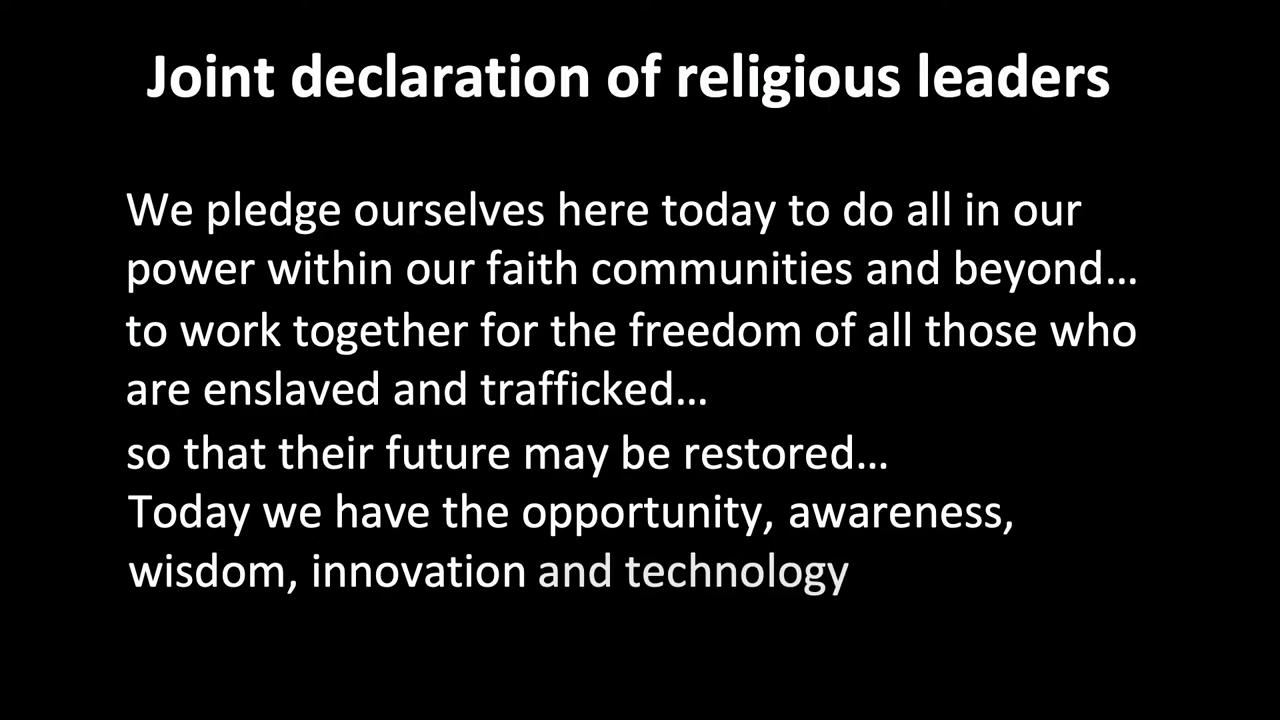 Joint declaration of religious leaders
We pledge ourselves here today to do all in our
power within our faith communities and beyond…
to work together for the freedom of all those who
are enslaved and trafficked…
so that their future may be restored…
Today we have the opportunity, awareness,
wisdom, innovation and technology